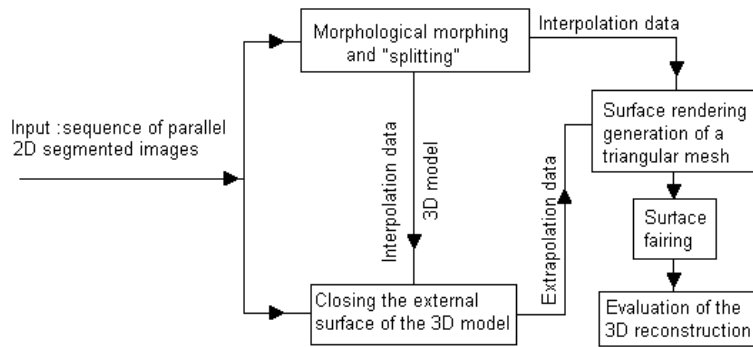 Morphological morphing
and "splitting"
Interpolation data
Input :sequence of parallel
2D segmented images
Surface rendering
generation of a
triangular mesh
Interpolation data
3D model
Extrapolation data
Surface
fairing
Closing the external
surface of the 3D model
Evaluation of the
3D reconstruction